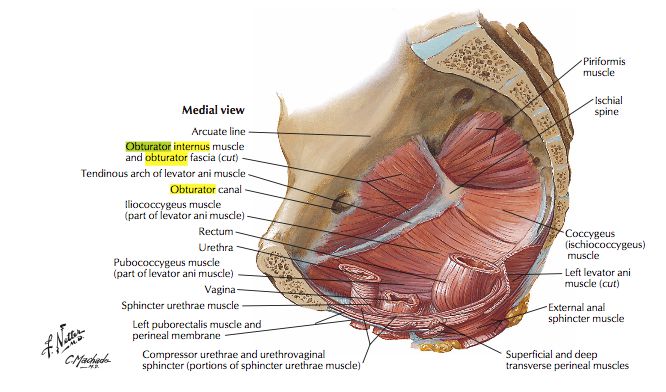 Medial view
Arcuate line
Obturator internus muscle
and obturator fascia (cut)
Tendinous arch of levator ani muscle
Obturator canal
Iliococcygeus muscle
(part of levator ani muscle)
Rectum
Urethra
Pubococcygeus muscle
(part of levator ani muscle)
Vagina
Sphincter urethrae muscle
Left puborectalis muscle and
perineal membrane
Compressor urethrae and urethrovaginal
sphincter (portions of sphincter urethrae muscle)
Piriformis
muscle
Ischial
spine
Coccygeus
(ischiococcygeus)
muscle
Left levator ani
muscle (cut)
External anal
sphincter muscle
Superficial and deep
transverse perineal muscles
F. Netter
M.D.
C. Machado
M.D.